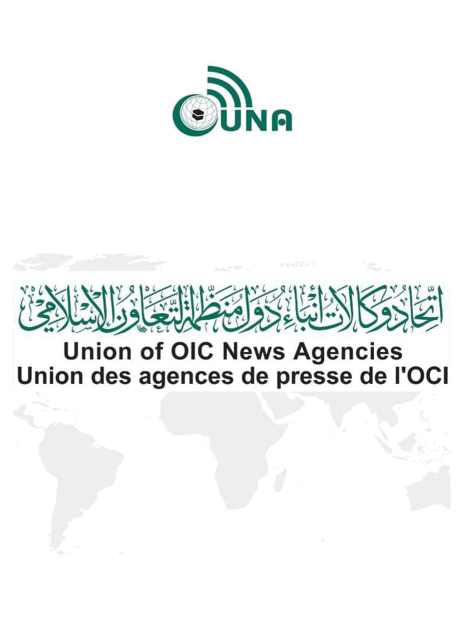 UNA
اتحاد وكالات أنباء دول منظمة التعاون الإسلامي
Union of OIC News Agencies
Union des agences de presse de l'OCI